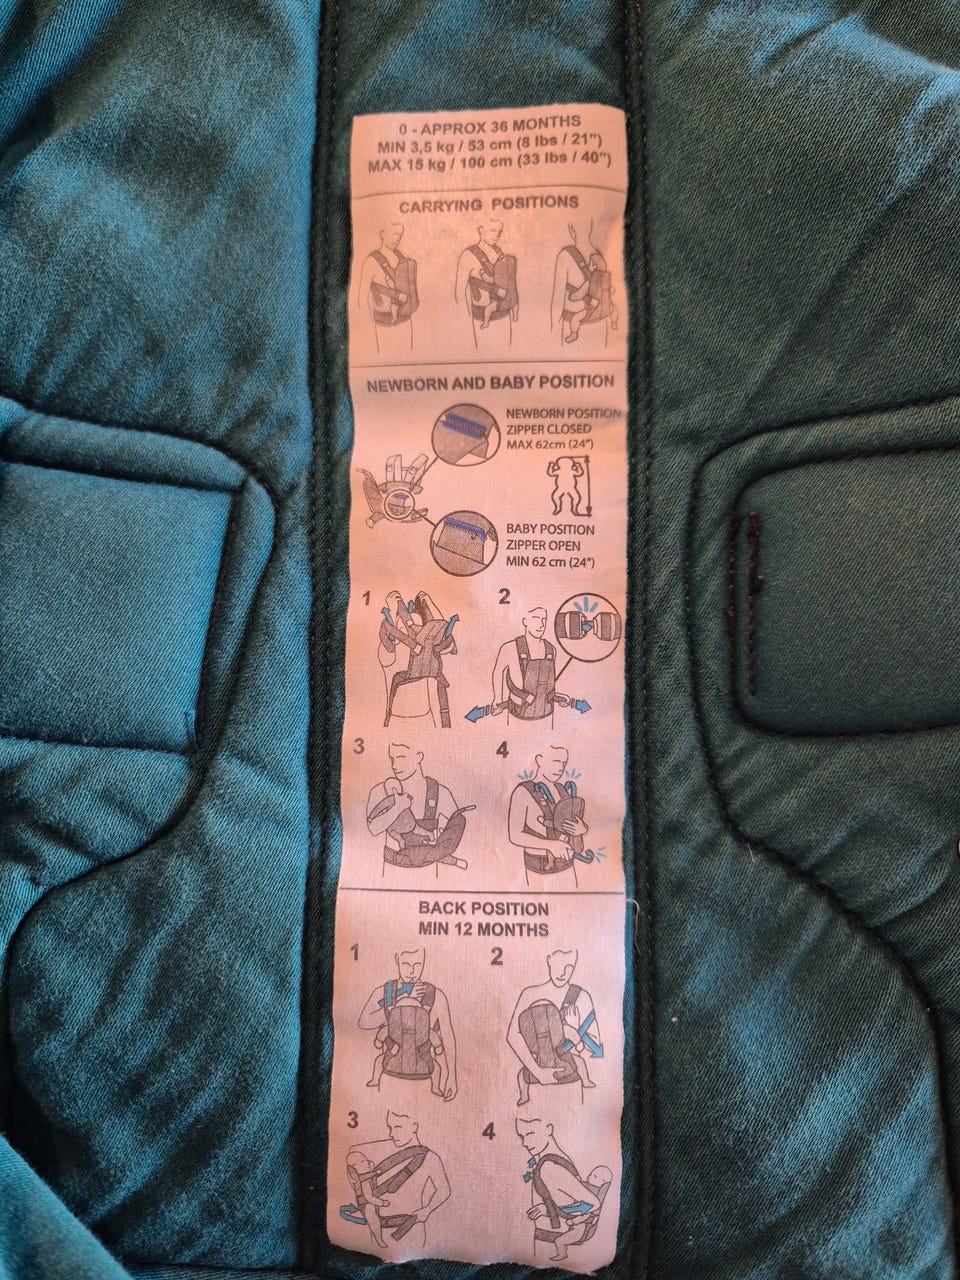 0 - APPROX 36 MONTHS
MIN 3,5 kg / 53 cm (8 lbs / 21")
MAX 15 kg / 100 cm (33 lbs / 40")
CARRYING POSITIONS
NEWBORN AND BABY POSITION
NEWBORN POSITION
ZIPPER CLOSED
MAX 62cm (24")
BABY POSITION
ZIPPER OPEN
MIN 62 cm (24")
1
2
3
4
BACK POSITION
MIN 12 MONTHS
1
2
3
4